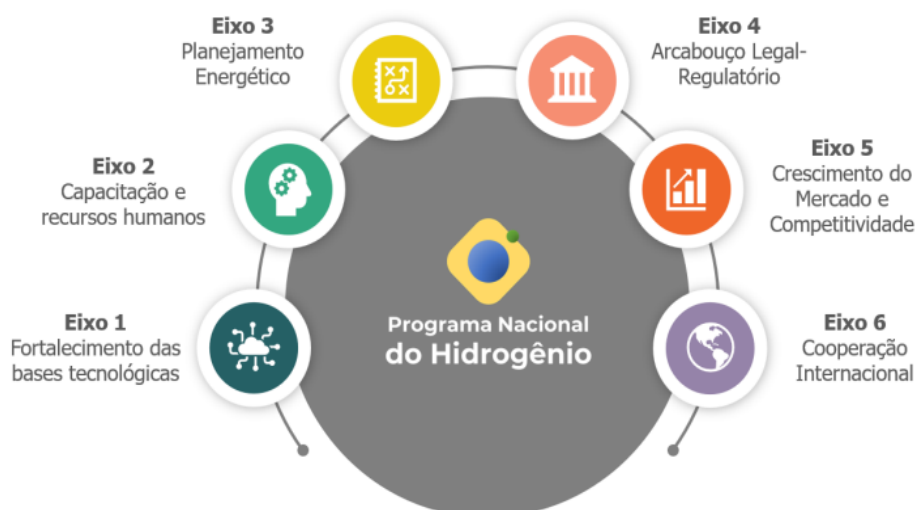 Eixo 1
Fortalecimento das
bases tecnológicas
Eixo 2
Capacitação e
recursos humanos
Eixo 3
Planejamento
Energético
Eixo 4
Arcabouço Legal-
Regulatório
Eixo 5
Crescimento do
Mercado e
Competitividade
Eixo 6
Cooperação
Internacional
Programa Nacional
do Hidrogênio